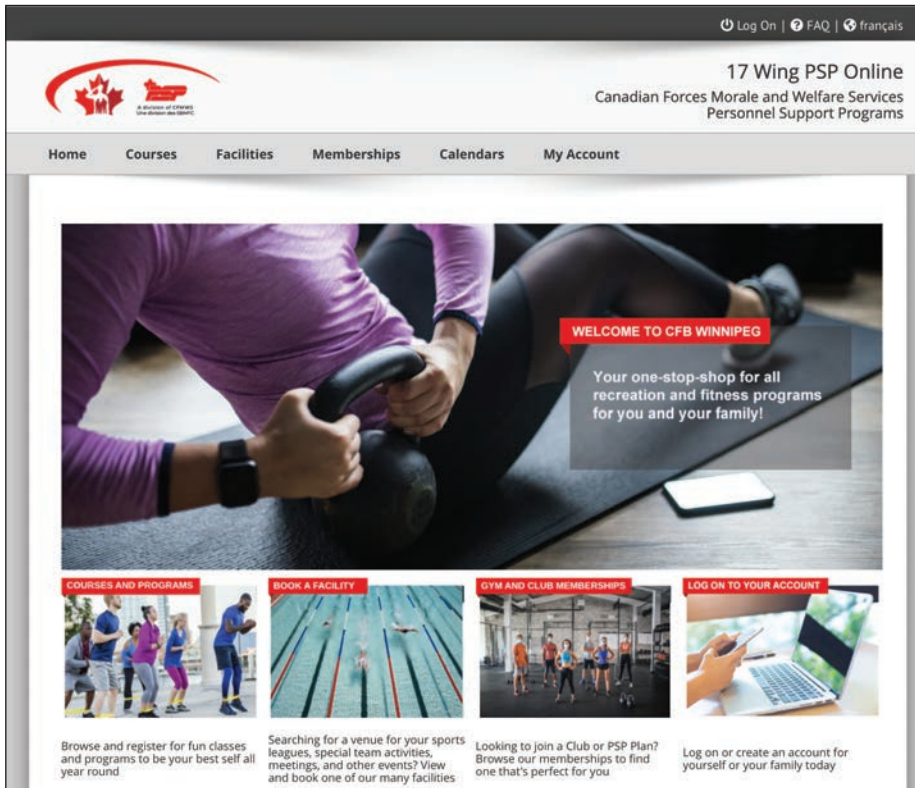 Log On | FAQ | français
17 Wing PSP Online
Canadian Forces Morale and Welfare Services
Personnel Support Programs
PSP
A division of CFMWS
Une division des SBMFC
Home Courses Facilities Memberships Calendars My Account
WELCOME TO CFB WINNIPEG
Your one-stop-shop for all
recreation and fitness programs
for you and your family!
COURSES AND PROGRAMS
Browse and register for fun classes
and programs to be your best self all
year round
BOOK A FACILITY
Searching for a venue for your sports
leagues, special team activities,
meetings, and other events? View
and book one of our many facilities
GYM AND CLUB MEMBERSHIPS
Looking to join a Club or PSP Plan?
Browse our memberships to find
one that's perfect for you
LOG ON TO YOUR ACCOUNT
Log on or create an account for
yourself or your family today